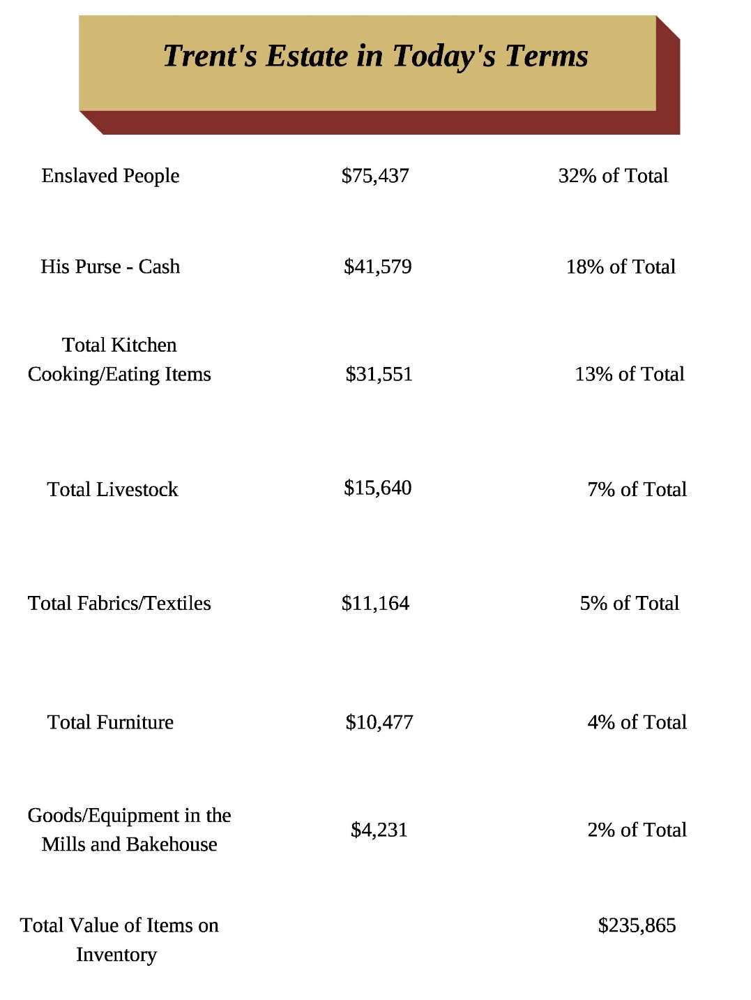 Trent's Estate in Today's Terms
Enslaved People $75,437 32% of Total
His Purse - Cash $41,579 18% of Total
Total Kitchen
Cooking/Eating Items $31,551 13% of Total
Total Livestock $15,640 7% of Total
Total Fabrics/Textiles $11,164 5% of Total
Total Furniture $10,477 4% of Total
Goods/Equipment in the
Mills and Bakehouse $4,231 2% of Total
Total Value of Items on
Inventory $235,865